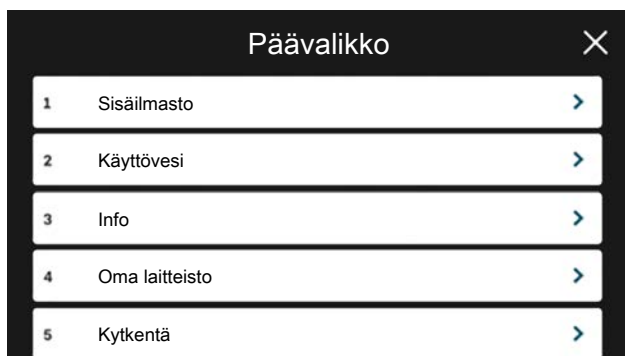 Päävalikko
1 Sisäilmasto
2 Käyttövesi
3 Info
4 Oma laitteisto
5 Kytkentä